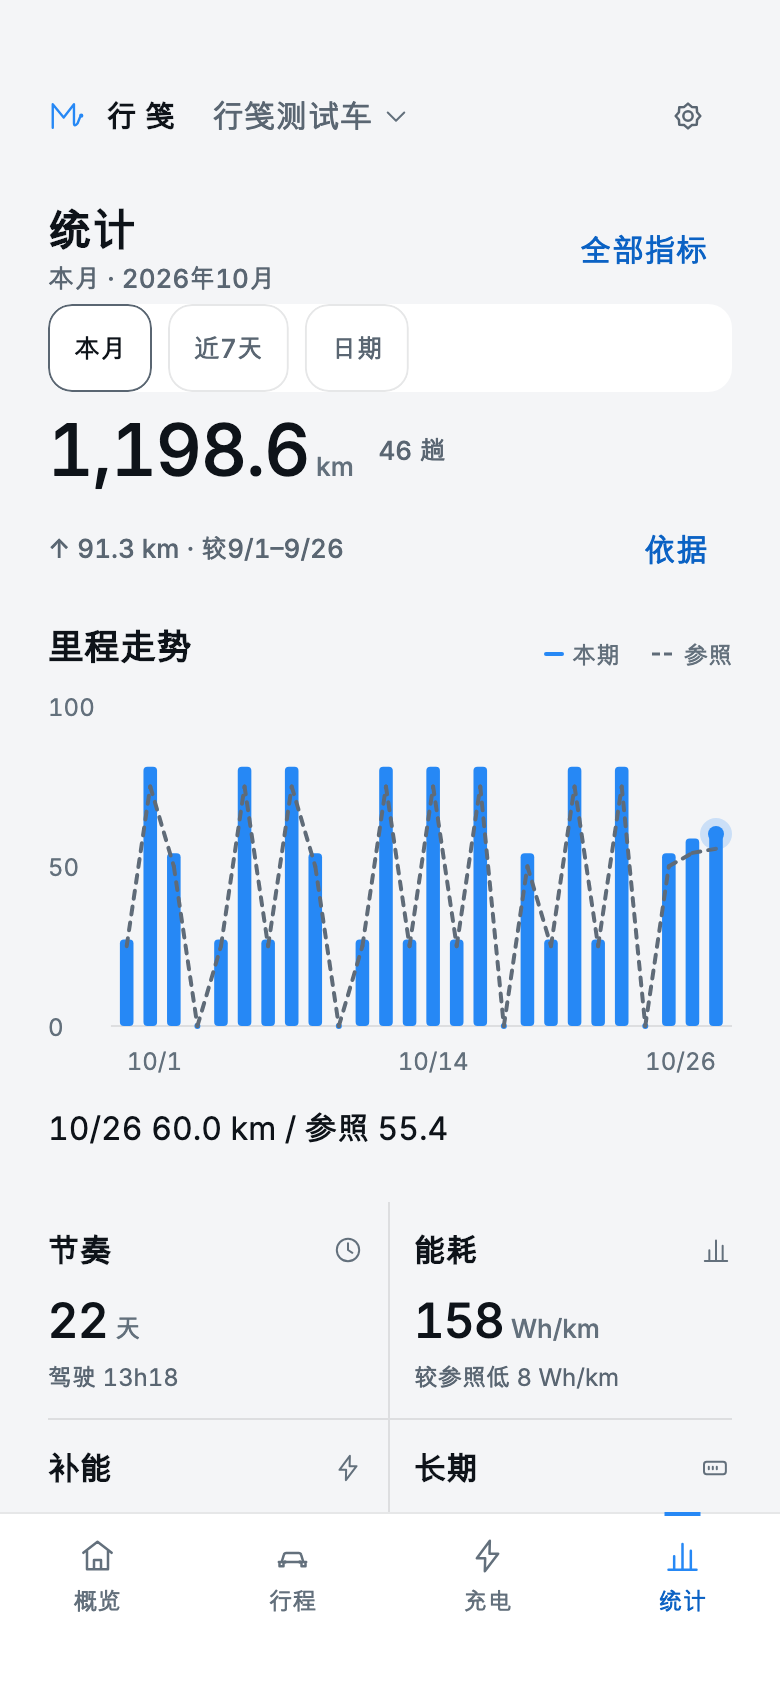 行笺 行笺测试车
统计
全部指标
本月 · 2026年10月
本月 近7天 日期
1,198.6 km 46 趟
↑ 91.3 km · 较9/1–9/26 依据
里程走势
本期 -- 参照
100
50
0
10/1 10/14 10/26
10/26 60.0 km / 参照 55.4
节奏
22 天
驾驶 13h18
能耗
158 Wh/km
较参照低 8 Wh/km
补能
长期
概览 行程 充电 统计